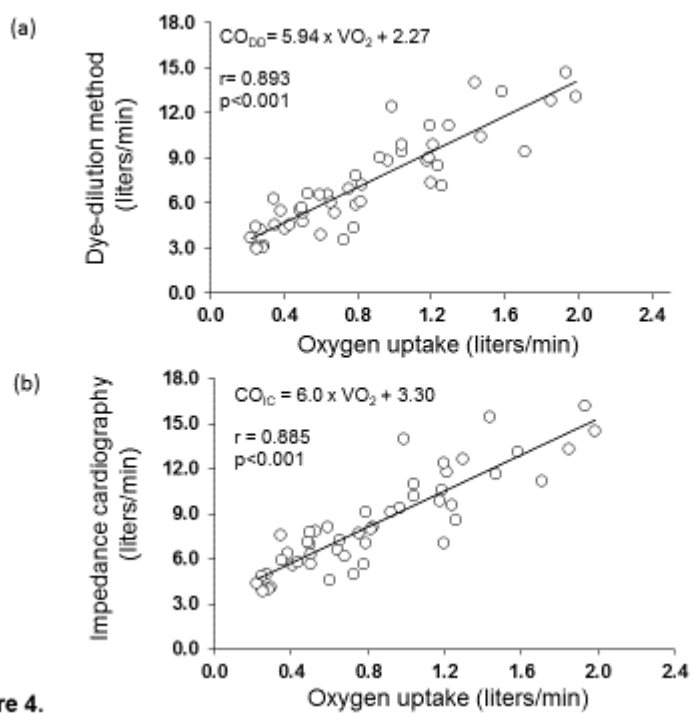 (a)
18.0
15.0
12.0
9.0
6.0
3.0
0.0
Dye-dilution method
(liters/min)
CO_DD= 5.94 x VO₂ + 2.27
r= 0.893
p<0.001
0.0 0.4 0.8 1.2 1.6 2.0 2.4
Oxygen uptake (liters/min)
(b)
18.0
15.0
12.0
9.0
6.0
3.0
0.0
Impedance cardiography
(liters/min)
CO_IC = 6.0 x VO₂ + 3.30
r = 0.885
p<0.001
0.0 0.4 0.8 1.2 1.6 2.0 2.4
Oxygen uptake (liters/min)
re 4.